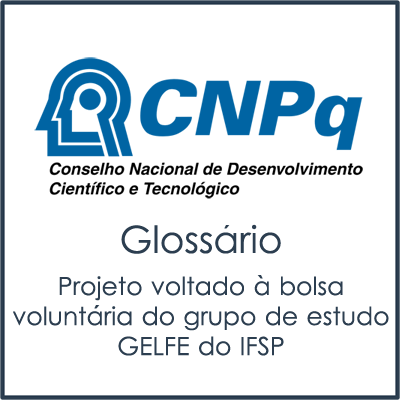 CNPq
Conselho Nacional de Desenvolvimento
Científico e Tecnológico
Glossário
Projeto voltado à bolsa
voluntária do grupo de estudo
GELFE do IFSP